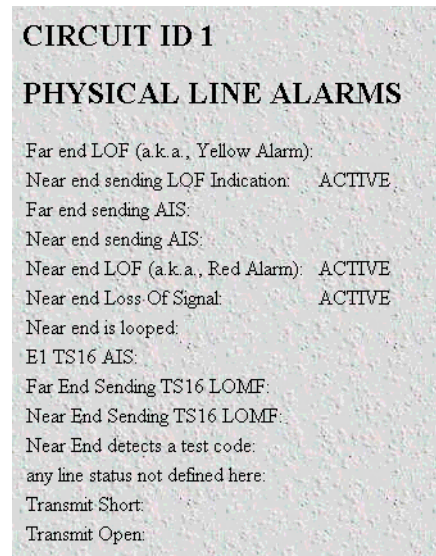 CIRCUIT ID 1
PHYSICAL LINE ALARMS
Far end LOF (a.k.a., Yellow Alarm):
Near end sending LOF Indication: ACTIVE
Far end sending AIS:
Near end sending AIS:
Near end LOF (a.k.a., Red Alarm): ACTIVE
Near end Loss Of Signal: ACTIVE
Near end is looped:
E1 TS16 AIS:
Far End Sending TS16 LOMF:
Near End Sending TS16 LOMF:
Near End detects a test code:
any line status not defined here:
Transmit Short:
Transmit Open: